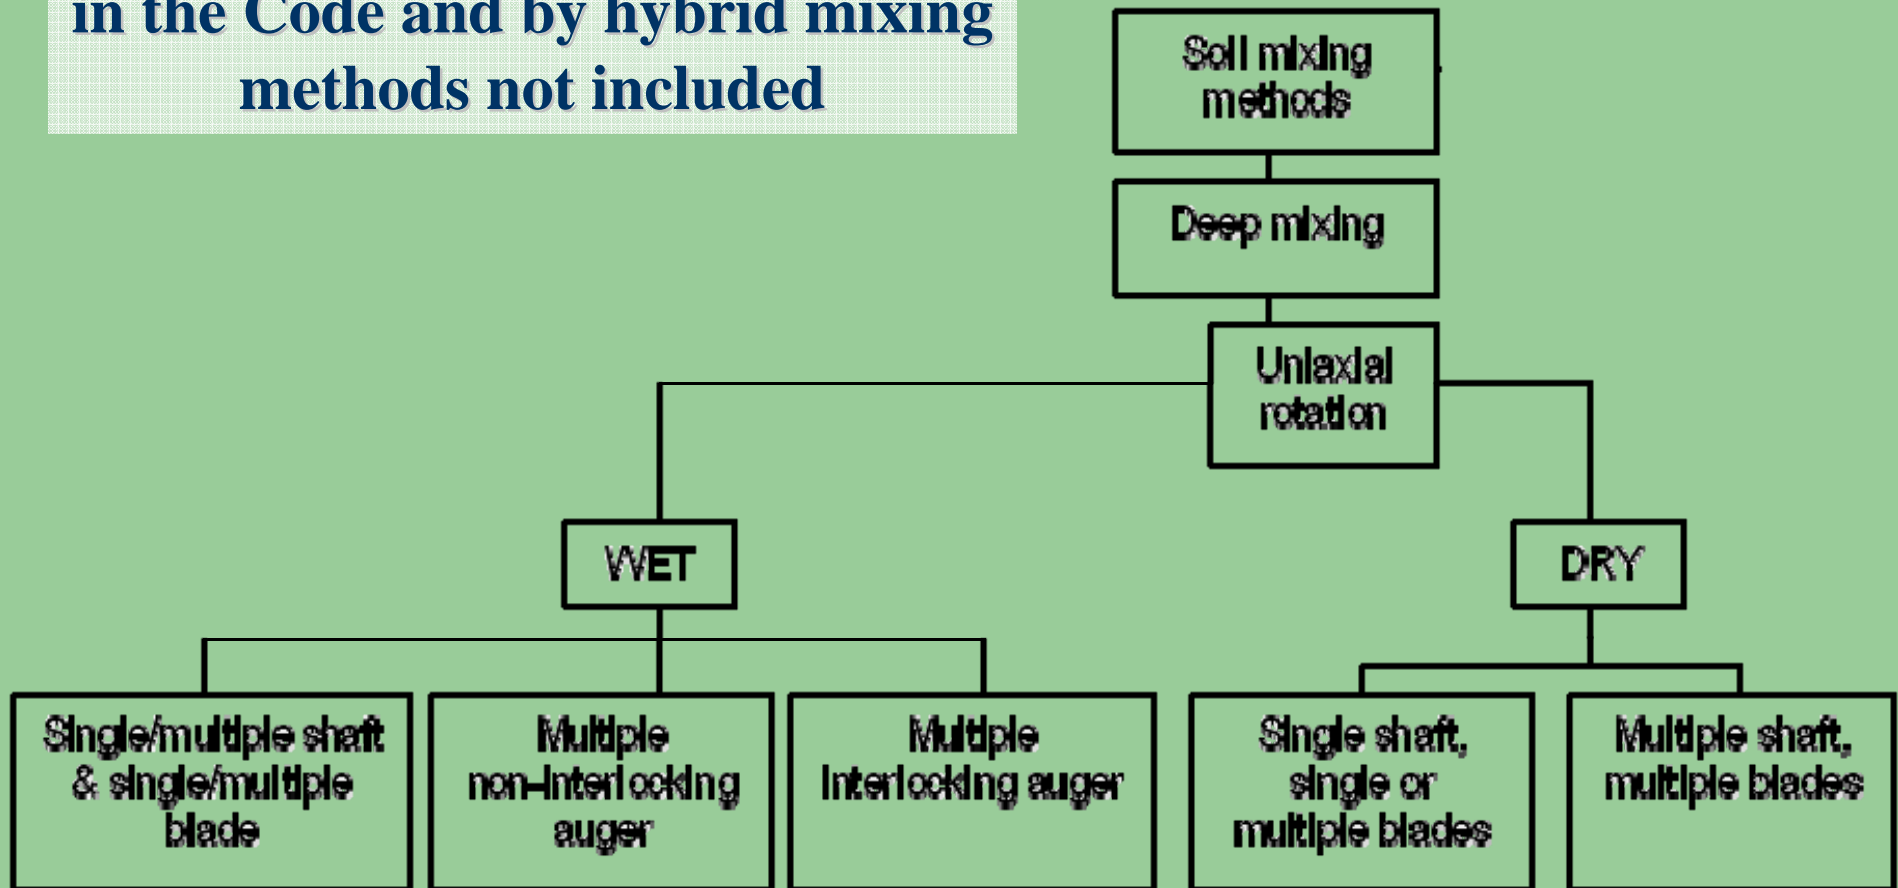 in the Code and by hybrid mixing
methods not included
Soil mixing
methods
Deep mixing
Uniaxial
rotation
WET
DRY
Single/multiple shaft
& single/multiple
blade
Multiple
non-interlocking
auger
Multiple
Interlocking auger
Single shaft,
single or
multiple blades
Multiple shaft,
multiple blades